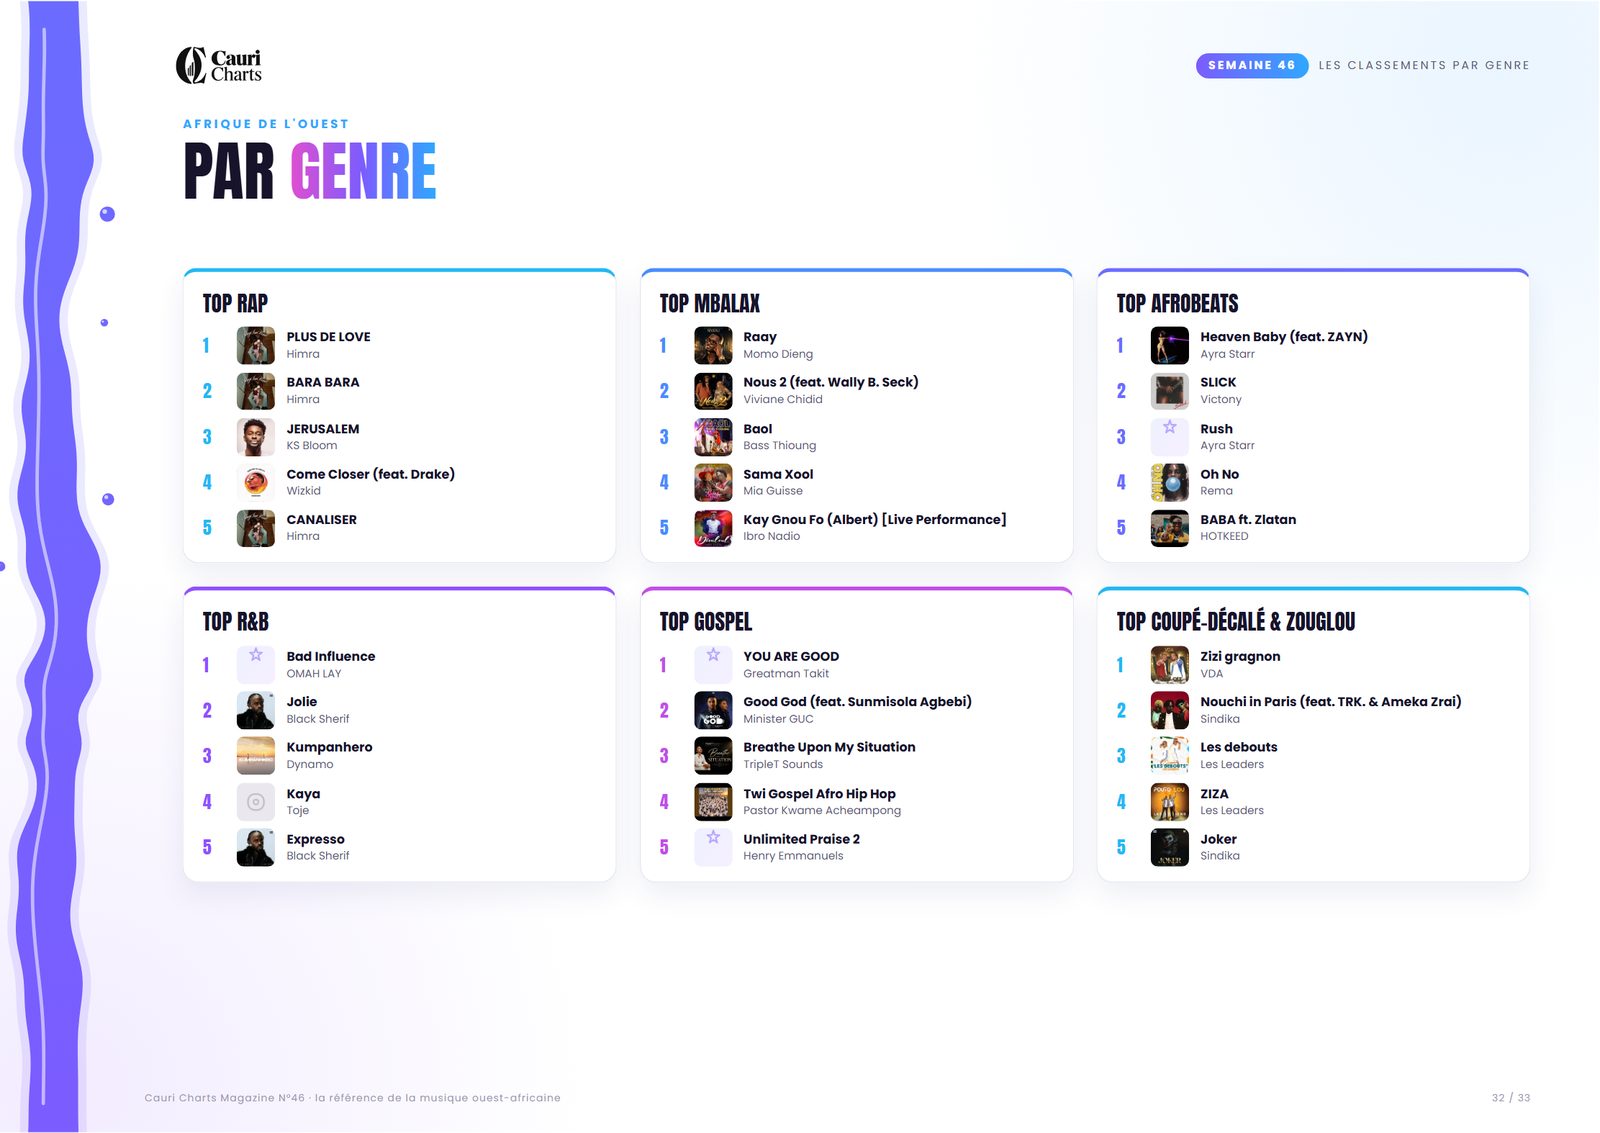 Cauri
Charts
SEMAINE 46 LES CLASSEMENTS PAR GENRE
AFRIQUE DE L'OUEST
PAR GENRE
TOP RAP
1 PLUS DE LOVE
Himra
2 BARA BARA
Himra
3 JERUSALEM
KS Bloom
4 Come Closer (feat. Drake)
Wizkid
5 CANALISER
Himra
TOP MBALAX
1 Raay
Momo Dieng
2 Nous 2 (feat. Wally B. Seck)
Viviane Chidid
3 Baol
Bass Thioung
4 Sama Xool
Mia Guisse
5 Kay Gnou Fo (Albert) [Live Performance]
Ibro Nadio
TOP AFROBEATS
1 Heaven Baby (feat. ZAYN)
Ayra Starr
2 SLICK
Victony
3 Rush
Ayra Starr
4 Oh No
Rema
5 BABA ft. Zlatan
HOTKEED
TOP R&B
1 Bad Influence
OMAH LAY
2 Jolie
Black Sherif
3 Kumpanhero
Dynamo
4 Kaya
Toje
5 Expresso
Black Sherif
TOP GOSPEL
1 YOU ARE GOOD
Greatman Takit
2 Good God (feat. Sunmisola Agbebi)
Minister GUC
3 Breathe Upon My Situation
TripleT Sounds
4 Twi Gospel Afro Hip Hop
Pastor Kwame Acheampong
5 Unlimited Praise 2
Henry Emmanuels
TOP COUPÉ-DÉCALÉ & ZOUGLOU
1 Zizi gragnon
VDA
2 Nouchi in Paris (feat. TRK. & Ameka Zrai)
Sindika
3 Les debouts
Les Leaders
4 ZIZA
Les Leaders
5 Joker
Sindika
Cauri Charts Magazine N°46 · la référence de la musique ouest-africaine
32 / 33